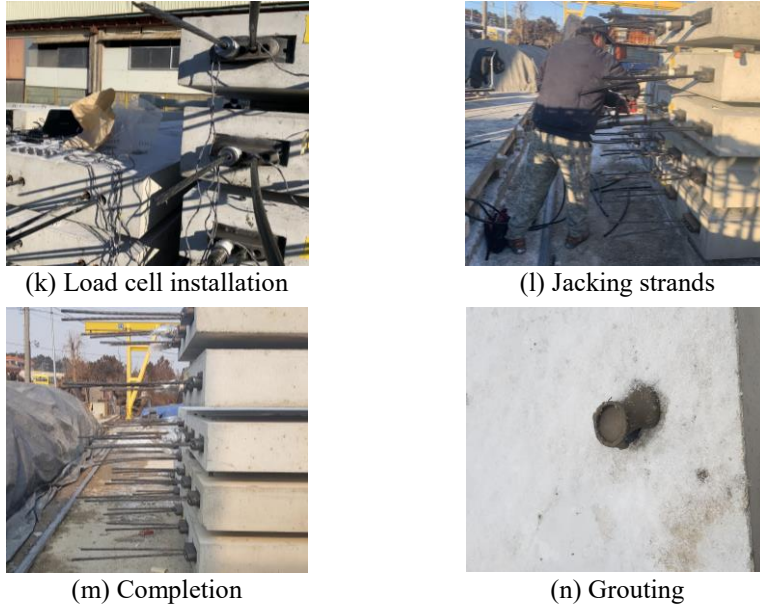 (k) Load cell installation
(l) Jacking strands
(m) Completion
(n) Grouting